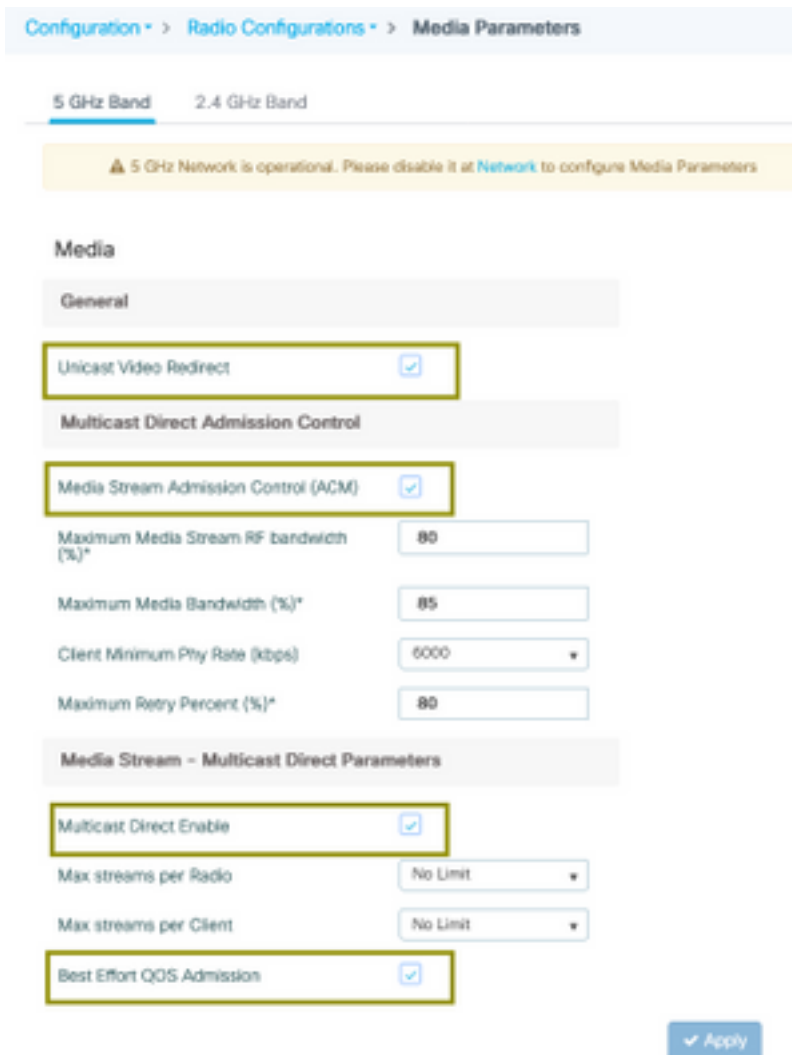 Configuration > Radio Configurations > Media Parameters
5 GHz Band 2.4 GHz Band
5 GHz Network is operational. Please disable it at Network to configure Media Parameters
Media
General
Unicast Video Redirect
Multicast Direct Admission Control
Media Stream Admission Control (ACM)
Maximum Media Stream RF bandwidth 80
(%)*
Maximum Media Bandwidth (%)* 85
Client Minimum Phy Rate (kbps) 6000
Maximum Retry Percent (%)* 80
Media Stream - Multicast Direct Parameters
Multicast Direct Enable
Max streams per Radio No Limit
Max streams per Client No Limit
Best Effort QOS Admission
Apply